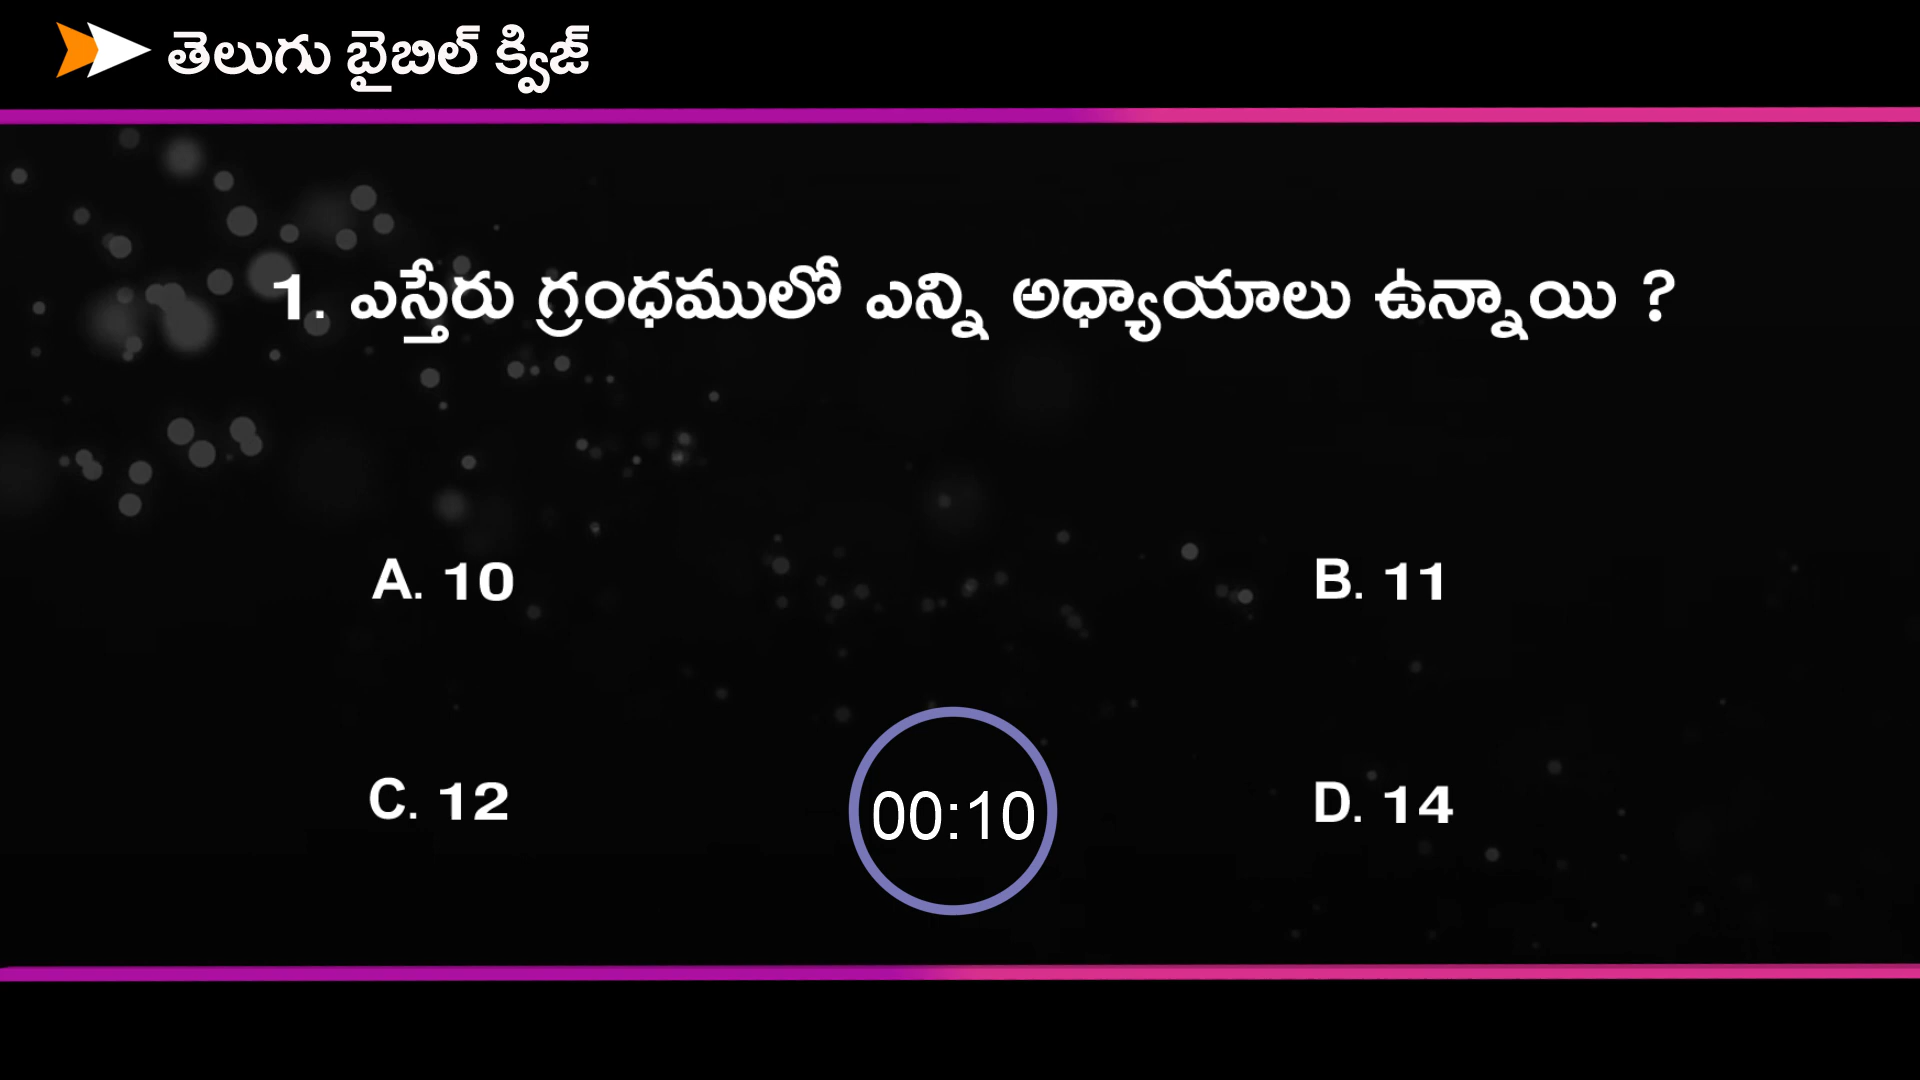 తెలుగు బైబిల్ క్విజ్
1. ఎస్తేరు గ్రంధములో ఎన్ని అధ్యాయాలు ఉన్నాయి ?
A. 10
B. 11
C. 12
D. 14
00:10